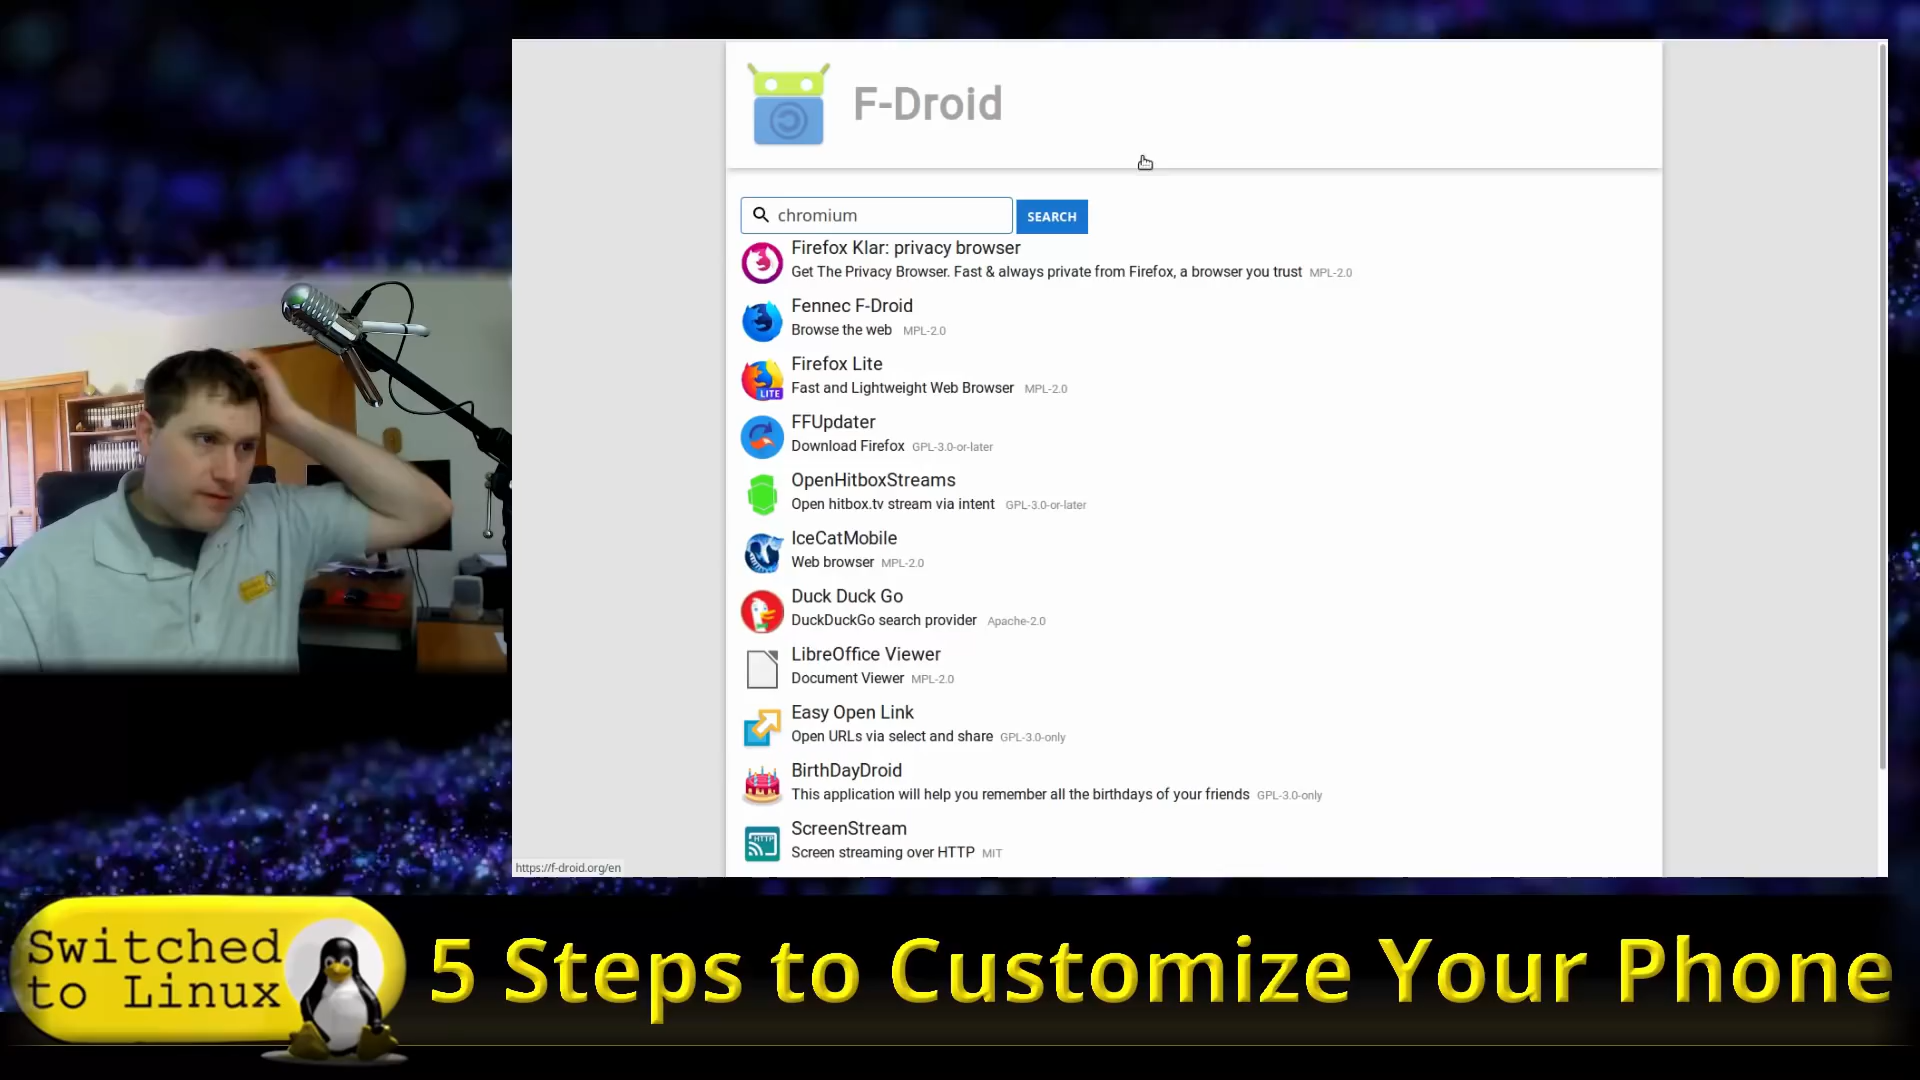 F-Droid
chromium
SEARCH
Firefox Klar: privacy browser
Get The Privacy Browser. Fast & always private from Firefox, a browser you trust MPL-2.0
Fennec F-Droid
Browse the web MPL-2.0
Firefox Lite
LITE
Fast and Lightweight Web Browser MPL-2.0
FFUpdater
Download Firefox GPL-3.0-or-later
OpenHitboxStreams
Open hitbox.tv stream via intent GPL-3.0-or-later
IceCatMobile
Web browser MPL-2.0
Duck Duck Go
DuckDuckGo search provider Apache-2.0
LibreOffice Viewer
Document Viewer MPL-2.0
Easy Open Link
Open URLs via select and share GPL-3.0-only
BirthDayDroid
This application will help you remember all the birthdays of your friends GPL-3.0-only
ScreenStream
HTTP
Screen streaming over HTTP MIT
https://f-droid.org/en
Switched
to Linux
5 Steps to Customize Your Phone